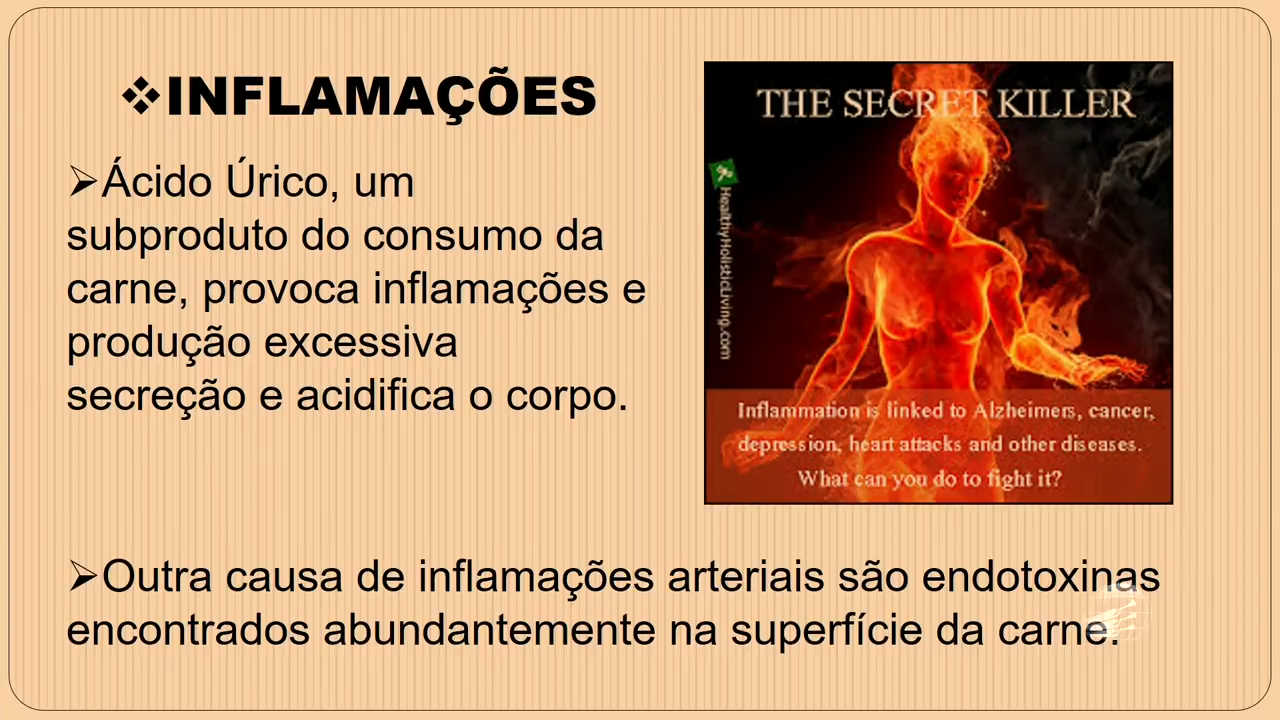 ❖INFLAMAÇÕES
➢Ácido Úrico, um
subproduto do consumo da
carne, provoca inflamações e
produção excessiva
secreção e acidifica o corpo.
THE SECRET KILLER
HealthyHolisticLiving.com
Inflammation is linked to Alzheimers, cancer,
depression, heart attacks and other diseases.
What can you do to fight it?
➢Outra causa de inflamações arteriais são endotoxinas
encontrados abundantemente na superfície da carne.